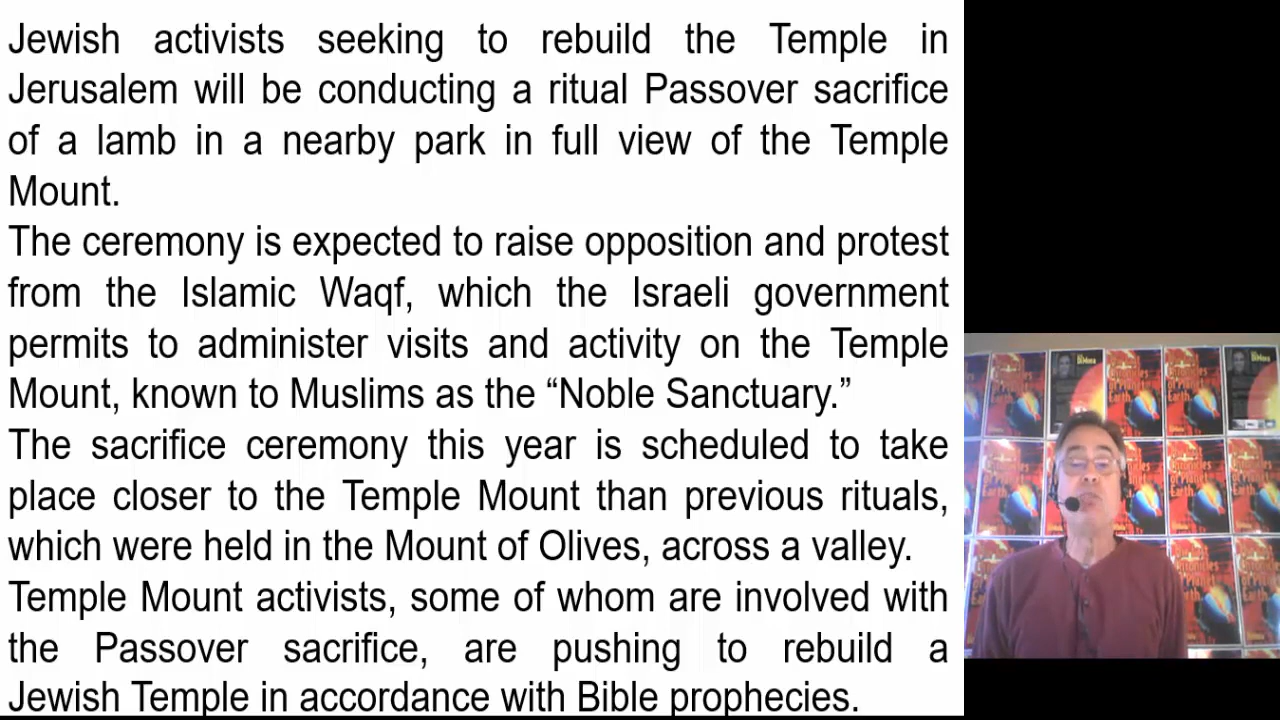 Jewish activists seeking to rebuild the Temple in
Jerusalem will be conducting a ritual Passover sacrifice
of a lamb in a nearby park in full view of the Temple
Mount.
The ceremony is expected to raise opposition and protest
from the Islamic Waqf, which the Israeli government
permits to administer visits and activity on the Temple
Mount, known to Muslims as the “Noble Sanctuary.”
The sacrifice ceremony this year is scheduled to take
place closer to the Temple Mount than previous rituals,
which were held in the Mount of Olives, across a valley.
Temple Mount activists, some of whom are involved with
the Passover sacrifice, are pushing to rebuild a
Jewish Temple in accordance with Bible prophecies.